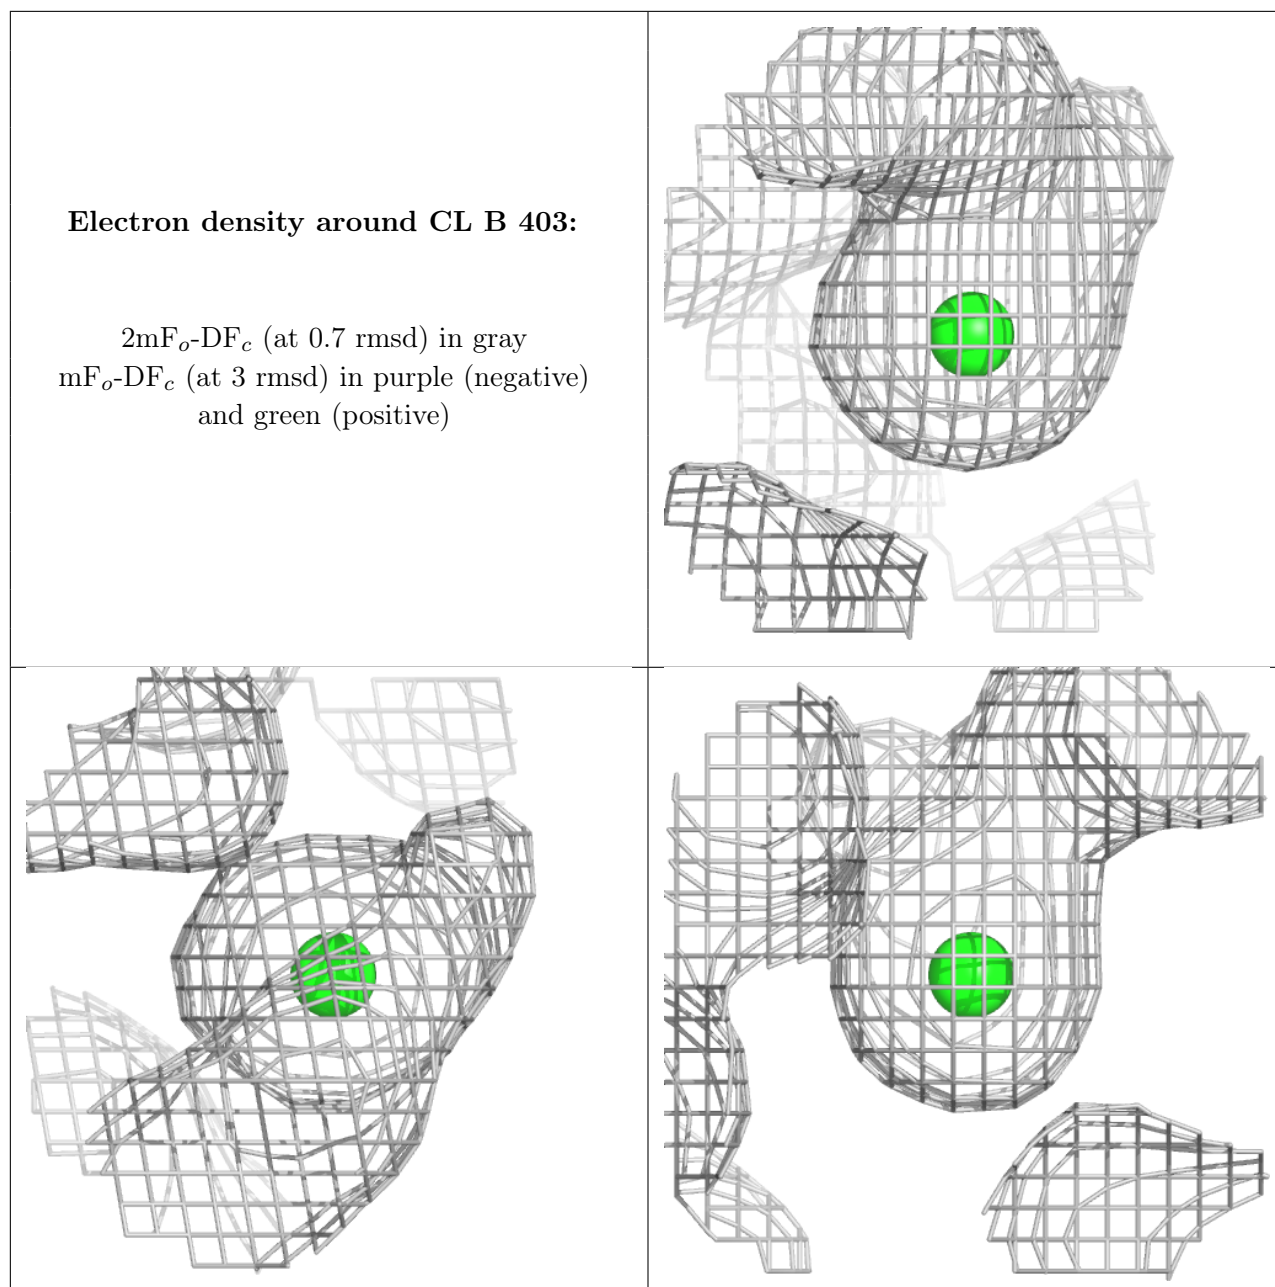 Electron density around CL B 403:
2mFₒ-DF𝒸 (at 0.7 rmsd) in gray
mFₒ-DF𝒸 (at 3 rmsd) in purple (negative)
and green (positive)